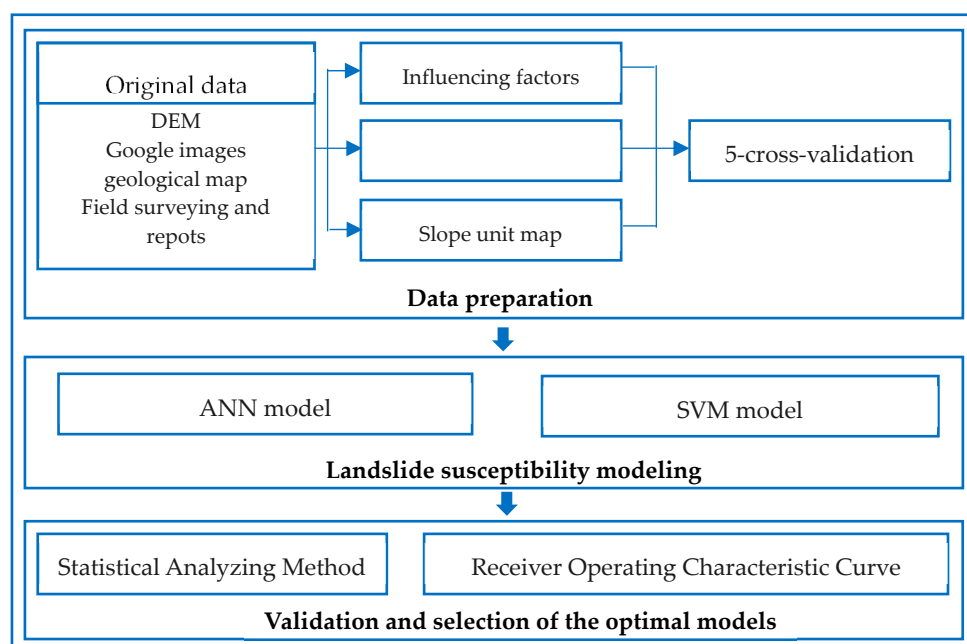 Original data
DEM
Google images
geological map
Field surveying and
repots
Influencing factors
Slope unit map
5-cross-validation
Data preparation
ANN model
SVM model
Landslide susceptibility modeling
Statistical Analyzing Method
Receiver Operating Characteristic Curve
Validation and selection of the optimal models